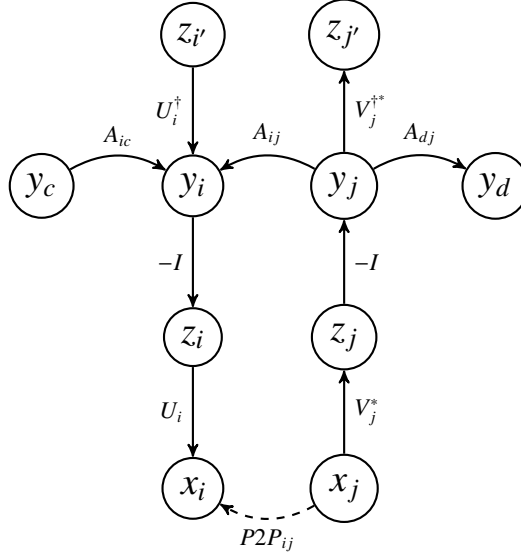 z_{i'} z_{j'}
U_i^† V_j^{†*}
A_{ic} A_{ij} A_{dj}
y_c y_i y_j y_d
−I −I
z_i z_j
U_i V_j^*
x_i x_j
P2P_{ij}